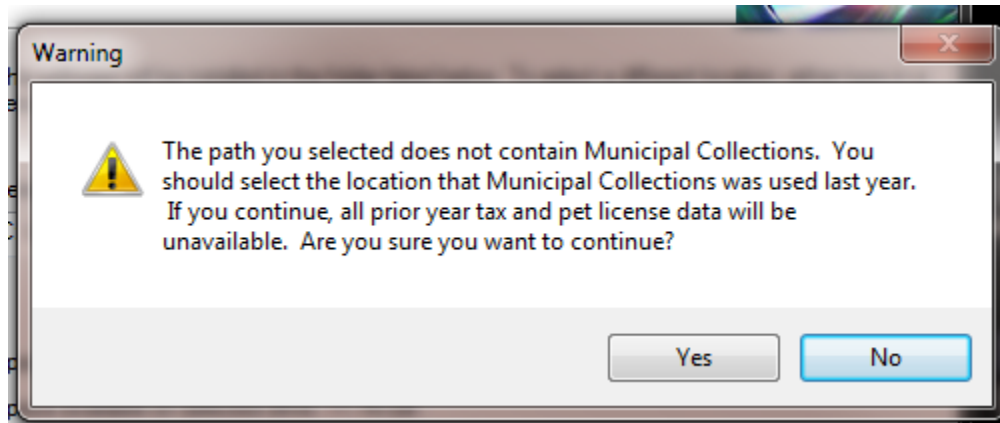 Warning
The path you selected does not contain Municipal Collections.  You
should select the location that Municipal Collections was used last year.
 If you continue, all prior year tax and pet license data will be
unavailable.  Are you sure you want to continue?
Yes
No